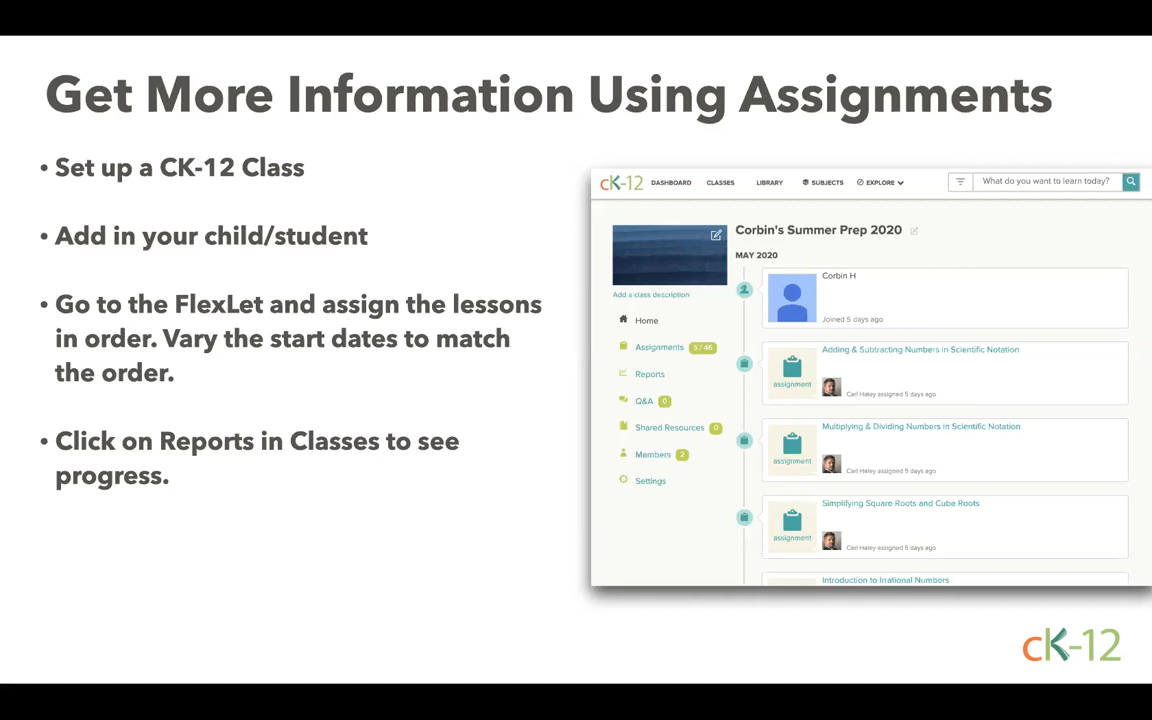 Get More Information Using Assignments
• Set up a CK-12 Class
• Add in your child/student
• Go to the FlexLet and assign the lessons
in order. Vary the start dates to match
the order.
• Click on Reports in Classes to see
progress.
cK-12 DASHBOARD CLASSES LIBRARY SUBJECTS EXPLORE What do you want to learn today?
Add a class description
Home
Assignments 5 / 46
Reports
Q&A 0
Shared Resources 0
Members 2
Settings
Corbin's Summer Prep 2020
MAY 2020
Corbin H
Joined 5 days ago
Adding & Subtracting Numbers in Scientific Notation
assignment
Carl Haley assigned 5 days ago
Multiplying & Dividing Numbers in Scientific Notation
assignment
Carl Haley assigned 5 days ago
Simplifying Square Roots and Cube Roots
assignment
Carl Haley assigned 5 days ago
Introduction to Irrational Numbers
cK-12